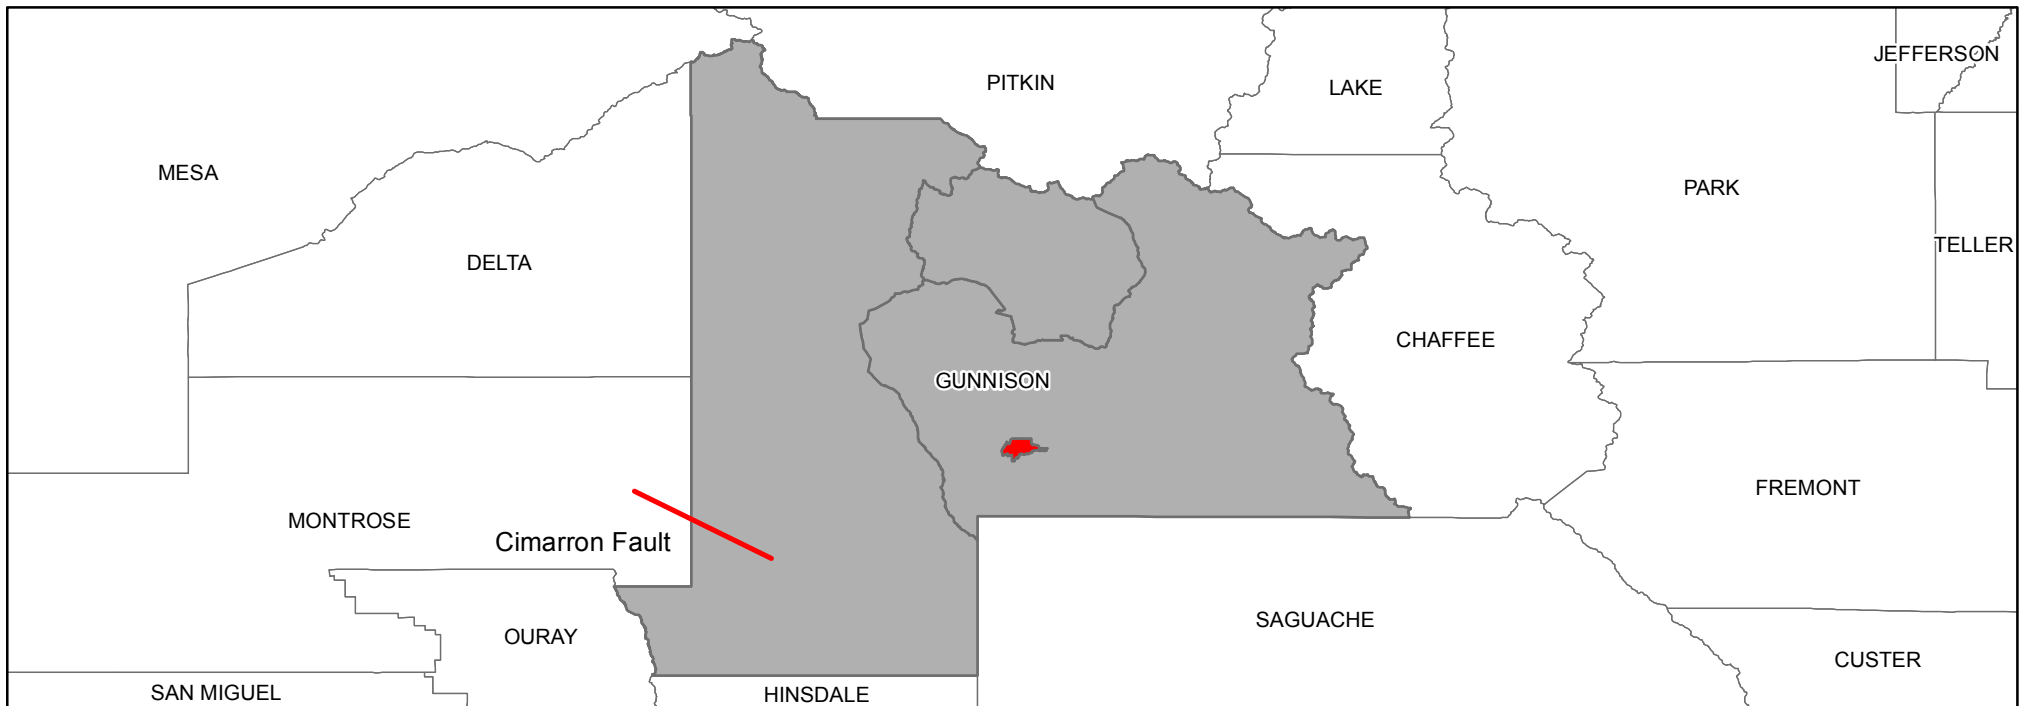 JEFFERSON
PITKIN
LAKE
MESA
PARK
TELLER
DELTA
CHAFFEE
GUNNISON
FREMONT
MONTROSE
Cimarron Fault
SAGUACHE
OURAY
CUSTER
SAN MIGUEL
HINSDALE